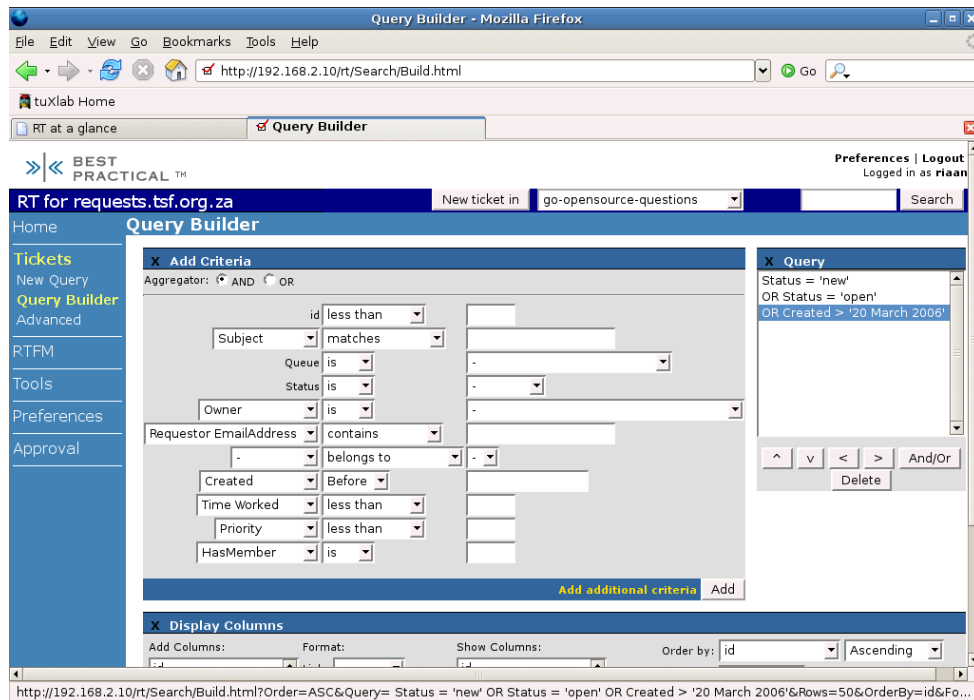 Query Builder - Mozilla Firefox
File Edit View Go Bookmarks Tools Help
http://192.168.2.10/rt/Search/Build.html Go
tuXlab Home
RT at a glance Query Builder
BEST PRACTICAL ™
Preferences | Logout
Logged in as riaan
RT for requests.tsf.org.za New ticket in go-opensource-questions Search
Home
Tickets
New Query
Query Builder
Advanced
RTFM
Tools
Preferences
Approval
Query Builder
X Add Criteria
Aggregator: AND OR
id less than
Subject matches
Queue is -
Status is -
Owner is -
Requestor EmailAddress contains
- belongs to -
Created Before
Time Worked less than
Priority less than
HasMember is
Add additional criteria Add
X Query
Status = 'new'
OR Status = 'open'
OR Created > '20 March 2006'
^ v < > And/Or
Delete
X Display Columns
Add Columns: Format: Show Columns: Order by: id Ascending
http://192.168.2.10/rt/Search/Build.html?Order=ASC&Query= Status = 'new' OR Status = 'open' OR Created > '20 March 2006'&Rows=50&OrderBy=id&Fo...